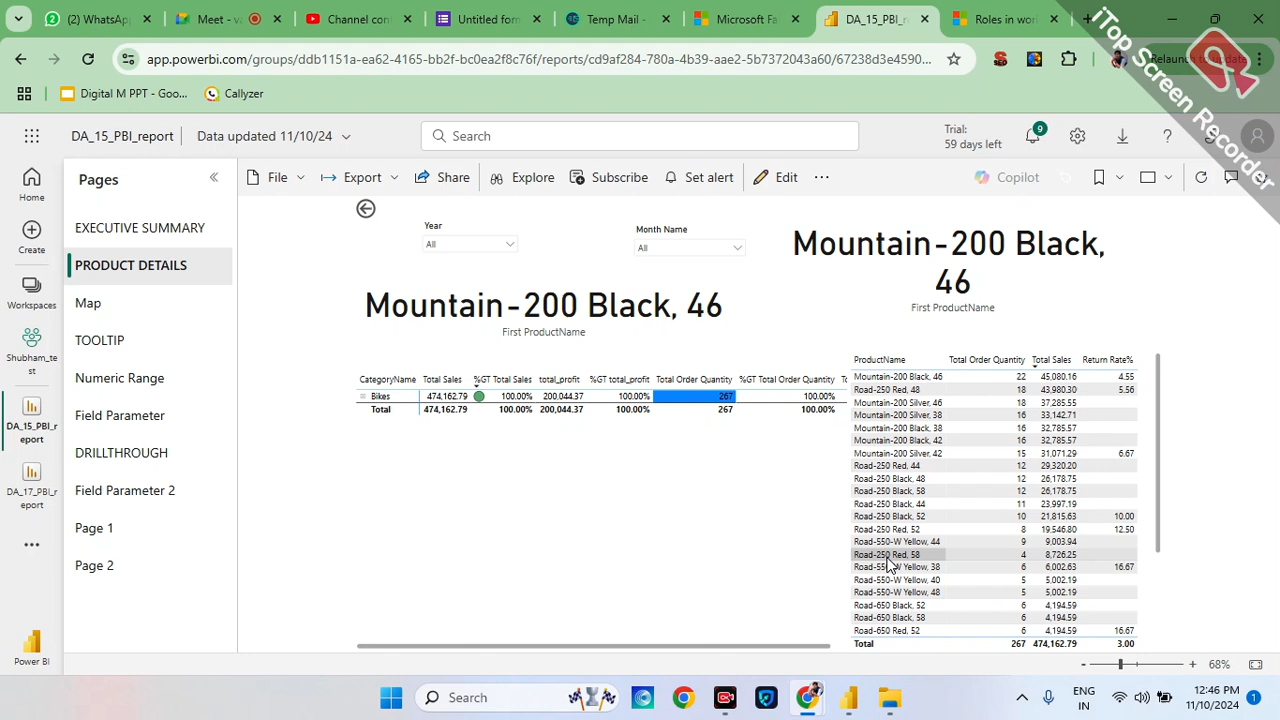 (WhatsApp
Meet - va
Channel con
Untitled form
Temp Mail -
Microsoft Fa
DA_15_PBI_r
Roles in wor
app.powerbi.com/groups/
/reports/cd9af284-780a-4b39-aae2-5b7372043a60/67238d3e4590...
Relaunch to update
Digital M PPT - Goo...
Callyzer
iTop Screen Recorder
DA_15_PBI_report
Data updated 11/10/24
Search
Trial:
59 days left
9
Home
Create
Workspaces
Shubham_te
st
DA_15_PBI_r
eport
DA_17_PBI_r
eport
Power BI
Pages
EXECUTIVE SUMMARY
PRODUCT DETAILS
Map
TOOLTIP
Numeric Range
Field Parameter
DRILLTHROUGH
Field Parameter 2
Page 1
Page 2
File
Export
Share
Explore
Subscribe
Set alert
Edit
Copilot
Year
All
Month Name
All
Mountain-200 Black,
46
First ProductName
Mountain-200 Black, 46
First ProductName
CategoryName Total Sales %GT Total Sales total_profit %GT total_profit Total Order Quantity %GT Total Order Quantity To
Bikes 474,162.79 100.00% 200,044.37 100.00% 267 100.00%
Total 474,162.79 100.00% 200,044.37 100.00% 267 100.00%
ProductName Total Order Quantity Total Sales Return Rate%
Mountain-200 Black, 46 22 45,080.16 4.55
Road-250 Red, 48 18 43,980.30 5.56
Mountain-200 Silver, 46 18 37,285.55
Mountain-200 Silver, 38 16 33,142.71
Mountain-200 Black, 38 16 32,785.57
Mountain-200 Black, 42 16 32,785.57
Mountain-200 Silver, 42 15 31,071.29 6.67
Road-250 Red, 44 12 29,320.20
Road-250 Black, 48 12 26,178.75
Road-250 Black, 58 12 26,178.75
Road-250 Black, 44 11 23,997.19
Road-250 Black, 52 10 21,815.63 10.00
Road-250 Red, 52 8 19,546.80 12.50
Road-550-W Yellow, 44 9 9,003.94
Road-250 Red, 58 4 8,726.25
Road-550-W Yellow, 38 6 6,002.63 16.67
Road-550-W Yellow, 40 5 5,002.19
Road-550-W Yellow, 48 5 5,002.19
Road-650 Black, 52 6 4,194.59
Road-650 Black, 58 6 4,194.59
Road-650 Red, 52 6 4,194.59 16.67
Total 267 474,162.79 3.00
68%
Search
ENG
IN
12:46 PM
11/10/2024
1